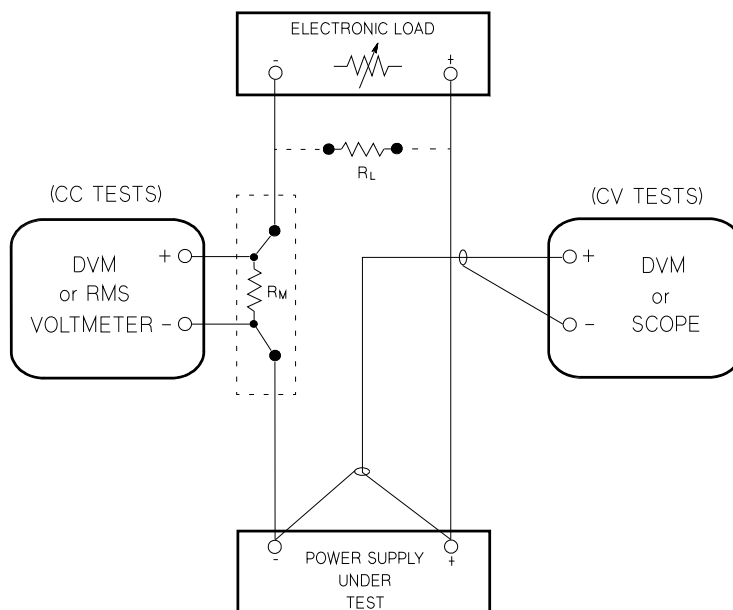 ELECTRONIC LOAD
- +
RL
(CC TESTS)
(CV TESTS)
+
DVM
or RMS
VOLTMETER -
RM
+
-
DVM
or
SCOPE
- +
POWER SUPPLY
UNDER
TEST